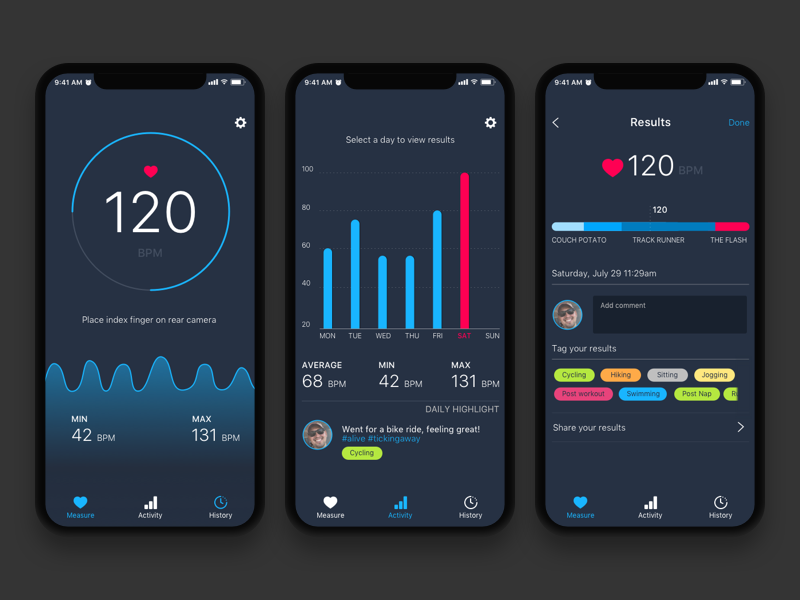 9:41 AM
120
BPM
Place index finger on rear camera
MIN
42 BPM
MAX
131 BPM
Measure
Activity
History
9:41 AM
Select a day to view results
100
80
60
40
20
MON TUE WED THU FRI SAT SUN
AVERAGE
68 BPM
MIN
42 BPM
MAX
131 BPM
DAILY HIGHLIGHT
Went for a bike ride, feeling great!
#alive #tickingaway
Cycling
Measure
Activity
History
9:41 AM
Results
Done
120 BPM
120
COUCH POTATO TRACK RUNNER THE FLASH
Saturday, July 29 11:29am
Add comment
Tag your results
Cycling Hiking Sitting Jogging
Post workout Swimming Post Nap
Share your results
Measure
Activity
History